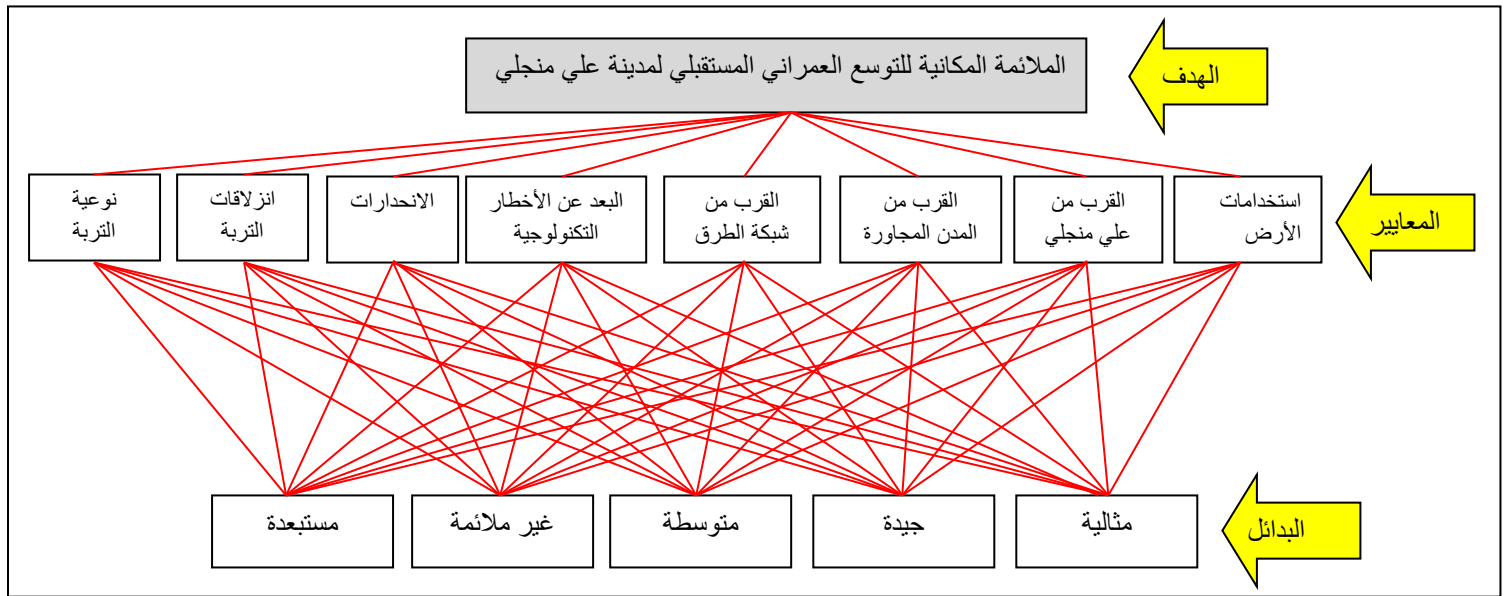 الملائمة المكانية للتوسع العمراني المستقبلي لمدينة علي منجلي
الهدف
استخدامات
الأرض
القرب من
علي منجلي
القرب من
المدن المجاورة
القرب من
شبكة الطرق
البعد عن الأخطار
التكنولوجية
الانحدارات
انزلاقات
التربة
نوعية
التربة
المعايير
مثالية
جيدة
متوسطة
غير ملائمة
مستبعدة
البدائل